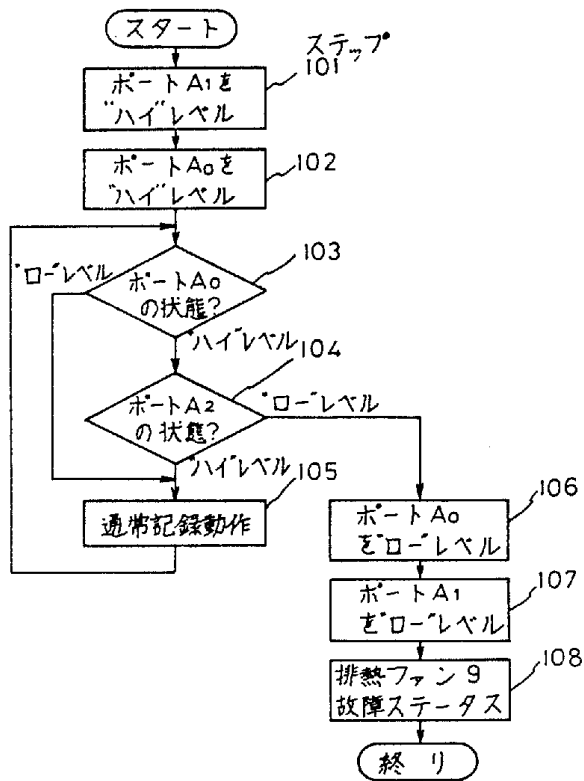 スタート
ステップ
101
ポートA1を
"ハイ"レベル
102
ポートA0を
"ハイ"レベル
103
"ロー"レベル
ポートA0
の状態?
"ハイ"レベル
104
ポートA2
の状態?
"ロー"レベル
"ハイ"レベル
105
通常記録動作
106
ポートA0
を"ロー"レベル
107
ポートA1
を"ロー"レベル
108
排熱ファン9
故障ステータス
終り